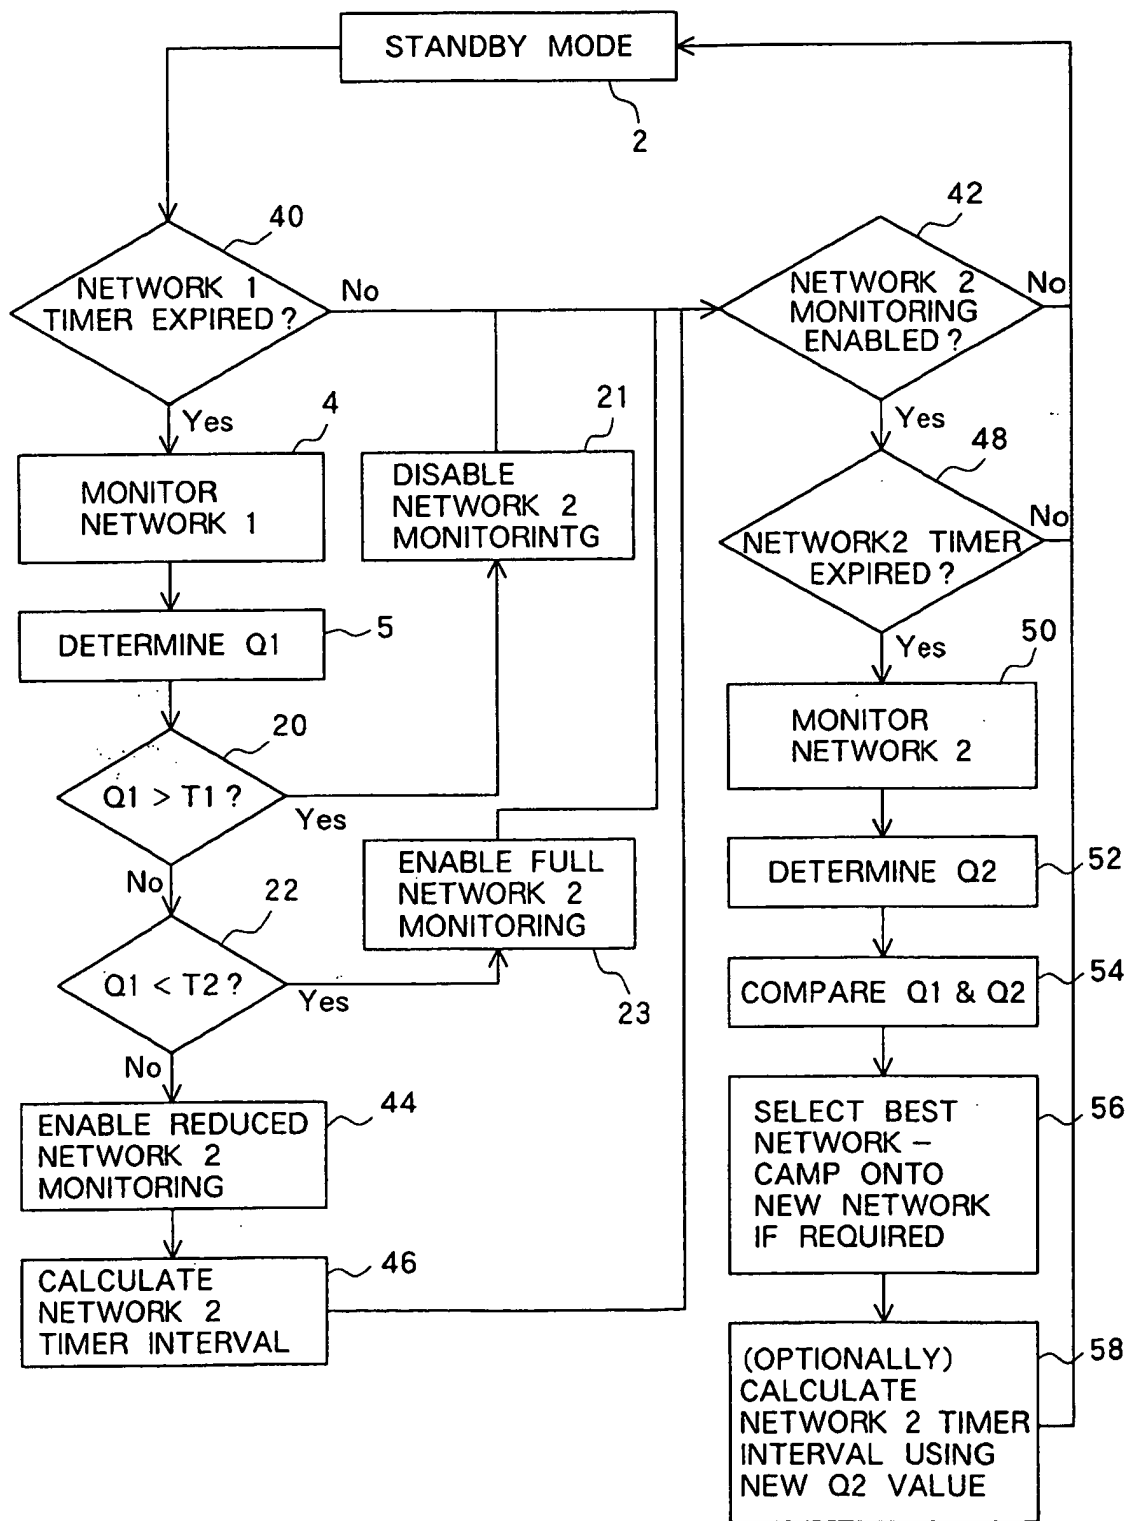 STANDBY MODE
2
40
NETWORK 1
TIMER EXPIRED?
No
Yes
42
NETWORK 2
MONITORING
ENABLED?
No
Yes
4
MONITOR
NETWORK 1
21
DISABLE
NETWORK 2
MONITORINTG
48
NETWORK2 TIMER
EXPIRED?
No
Yes
5
DETERMINE Q1
50
MONITOR
NETWORK 2
20
Q1 > T1?
Yes
No
52
DETERMINE Q2
ENABLE FULL
NETWORK 2
MONITORING
23
22
Q1 < T2?
Yes
No
54
COMPARE Q1 & Q2
44
ENABLE REDUCED
NETWORK 2
MONITORING
56
SELECT BEST
NETWORK –
CAMP ONTO
NEW NETWORK
IF REQUIRED
46
CALCULATE
NETWORK 2
TIMER INTERVAL
58
(OPTIONALLY)
CALCULATE
NETWORK 2 TIMER
INTERVAL USING
NEW Q2 VALUE